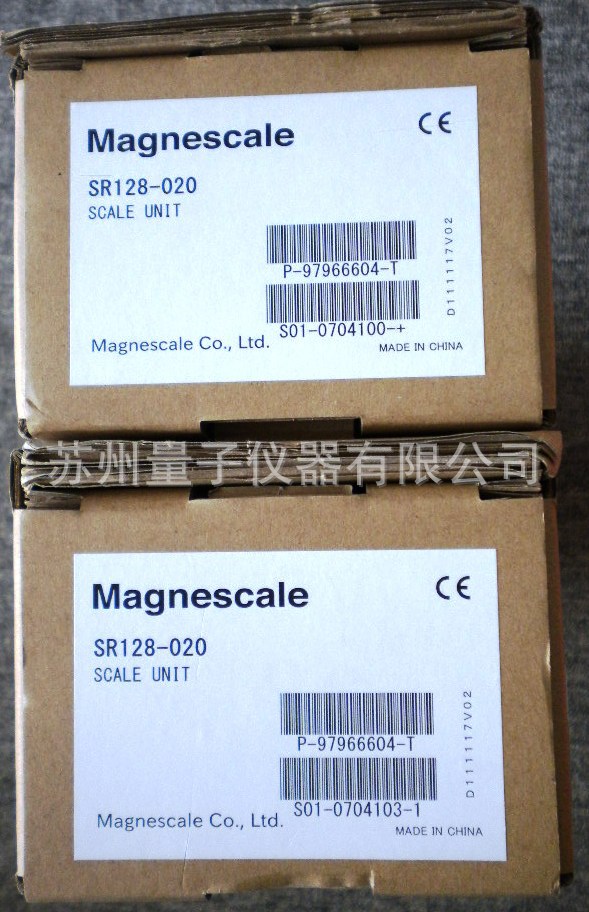 Magnescale
CE
SR128-020
SCALE UNIT
P-97966604-T
S01-0704100-+
D111117V02
Magnescale Co., Ltd.
MADE IN CHINA
苏州量子仪器有限公司
Magnescale
CE
SR128-020
SCALE UNIT
P-97966604-T
S01-0704103-1
D111117V02
Magnescale Co., Ltd.
MADE IN CHINA